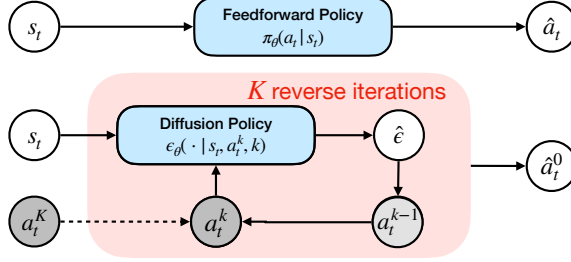 s_t
Feedforward Policy
π_θ(a_t|s_t)
â_t
K reverse iterations
s_t
Diffusion Policy
ϵ_θ( · |s_t, a_t^k, k)
ϵ̂
â_t^0
a_t^K
a_t^k
a_t^{k−1}